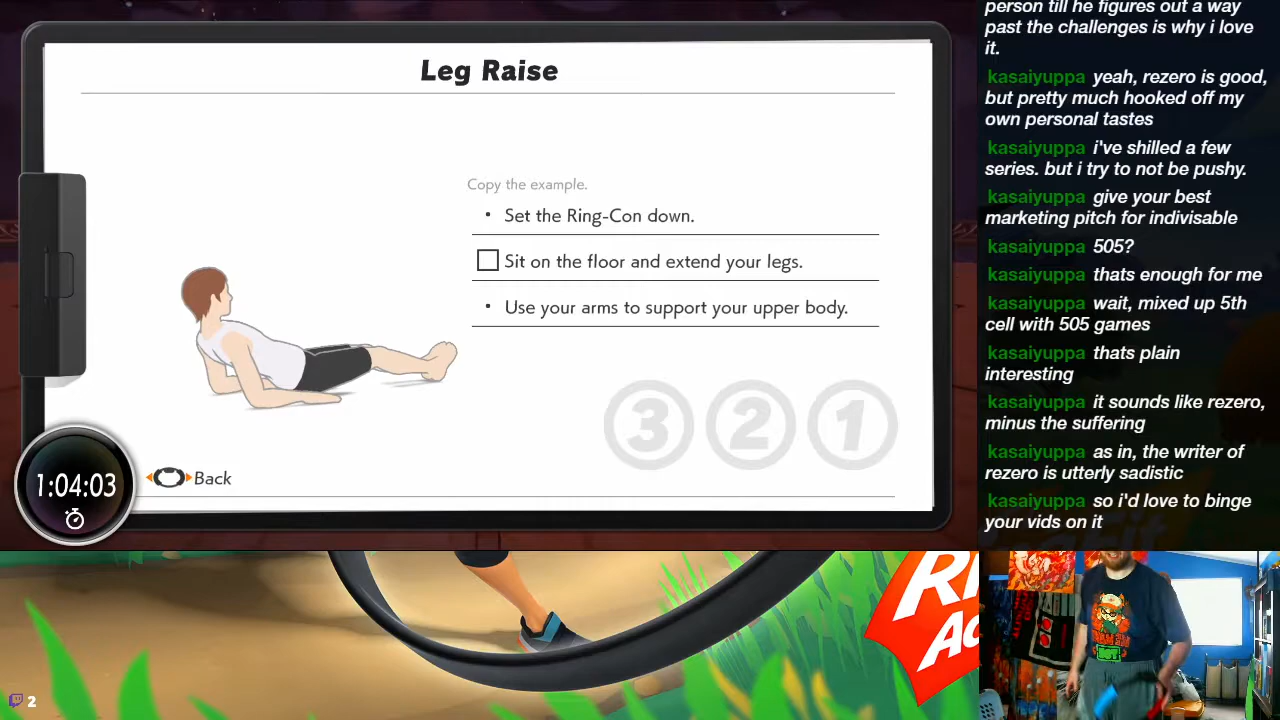 Leg Raise
Copy the example.
• Set the Ring-Con down.
Sit on the floor and extend your legs.
• Use your arms to support your upper body.
3 2 1
1:04:03
Back
person till he figures out a way
past the challenges is why i love
it.
kasaiyuppa yeah, rezero is good,
but pretty much hooked off my
own personal tastes
kasaiyuppa i've shilled a few
series. but i try to not be pushy.
kasaiyuppa give your best
marketing pitch for indivisable
kasaiyuppa 505?
kasaiyuppa thats enough for me
kasaiyuppa wait, mixed up 5th
cell with 505 games
kasaiyuppa thats plain
interesting
kasaiyuppa it sounds like rezero,
minus the suffering
kasaiyuppa as in, the writer of
rezero is utterly sadistic
kasaiyuppa so i'd love to binge
your vids on it
2